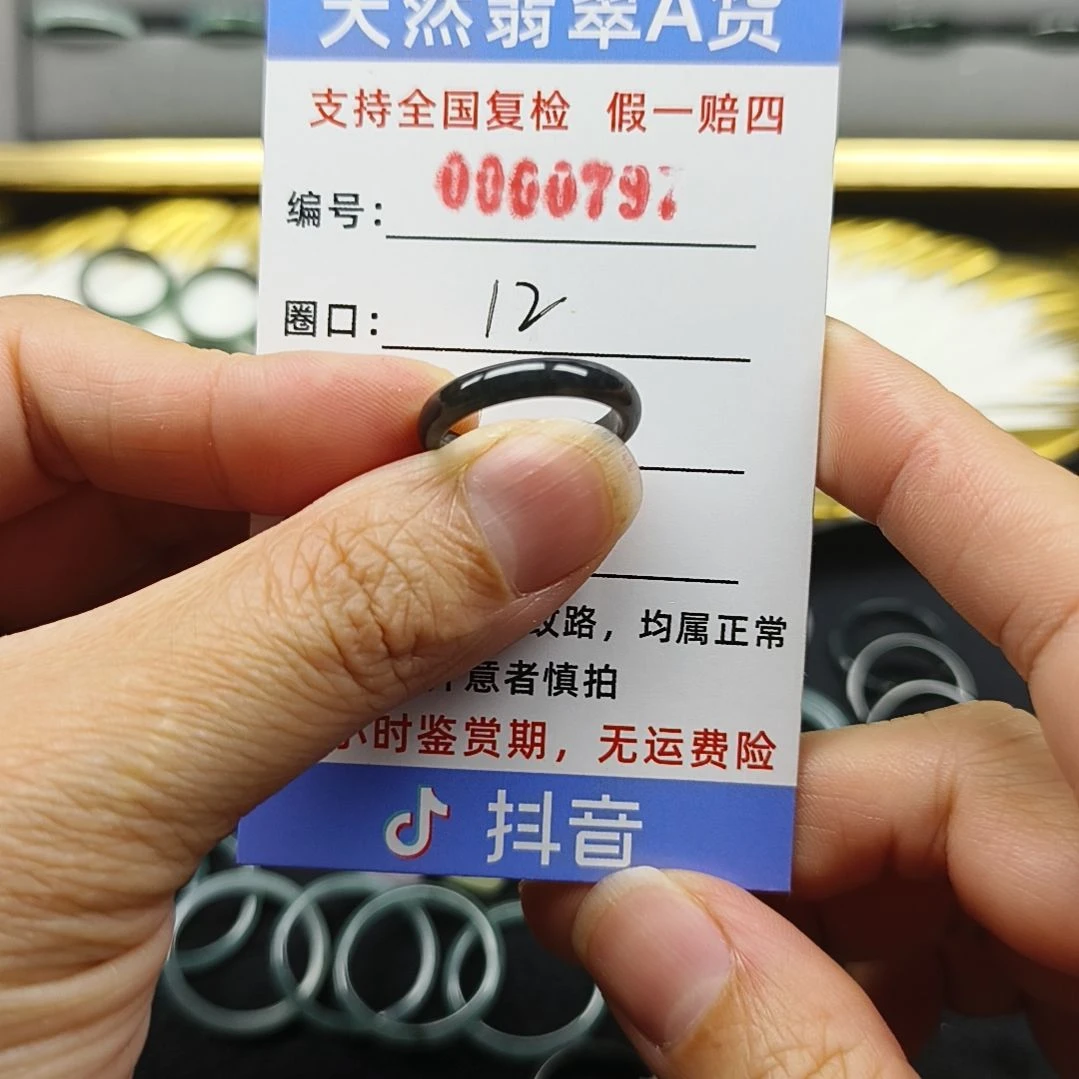 天然翡翠A货
支持全国复检 假一赔四
编号: 0000797
圈口: 12
纹路，均属正常
介意者慎拍
小时鉴赏期，无运费险
抖音